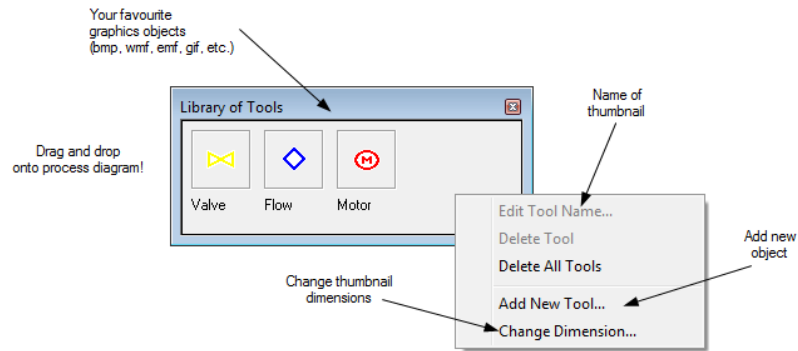 Your favourite
graphics objects
(bmp, wmf, emf, gif, etc.)
Library of Tools
Name of
thumbnail
Drag and drop
onto process diagram!
M
Valve
Flow
Motor
Edit Tool Name...
Delete Tool
Delete All Tools
Add new
object
Change thumbnail
dimensions
Add New Tool...
Change Dimension...